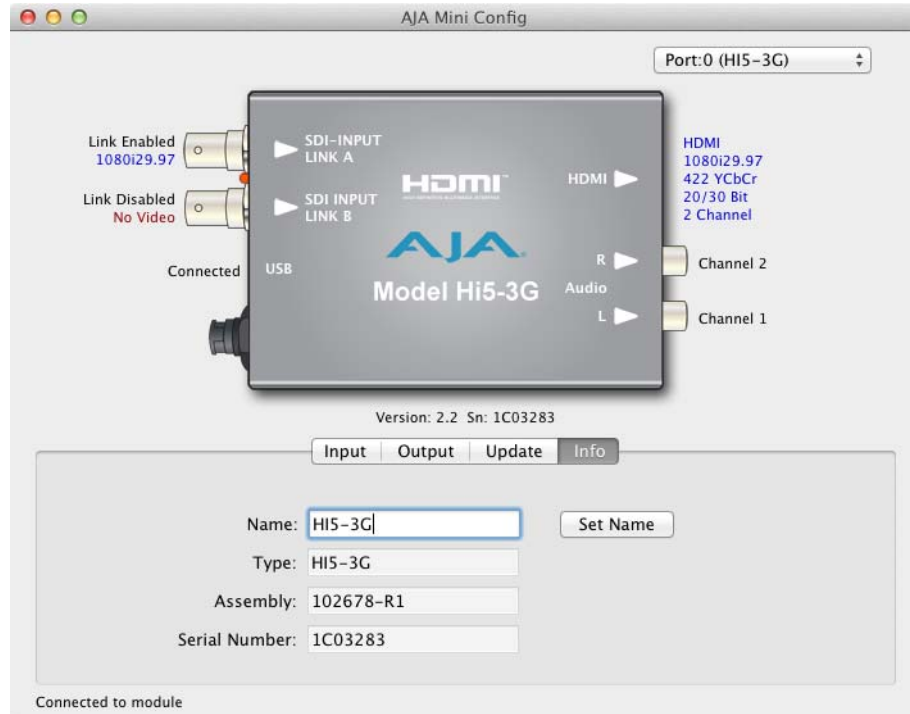 AJA Mini Config
Port:0 (HI5-3G)
Link Enabled
1080i29.97
Link Disabled
No Video
Connected
SDI-INPUT
LINK A
SDI INPUT
LINK B
USB
HDMI
AJA
Model Hi5-3G
HDMI
R
Audio
L
HDMI
1080i29.97
422 YCbCr
20/30 Bit
2 Channel
Channel 2
Channel 1
Version: 2.2 Sn: 1C03283
Input Output Update Info
Name: HI5-3G Set Name
Type: HI5-3G
Assembly: 102678-R1
Serial Number: 1C03283
Connected to module